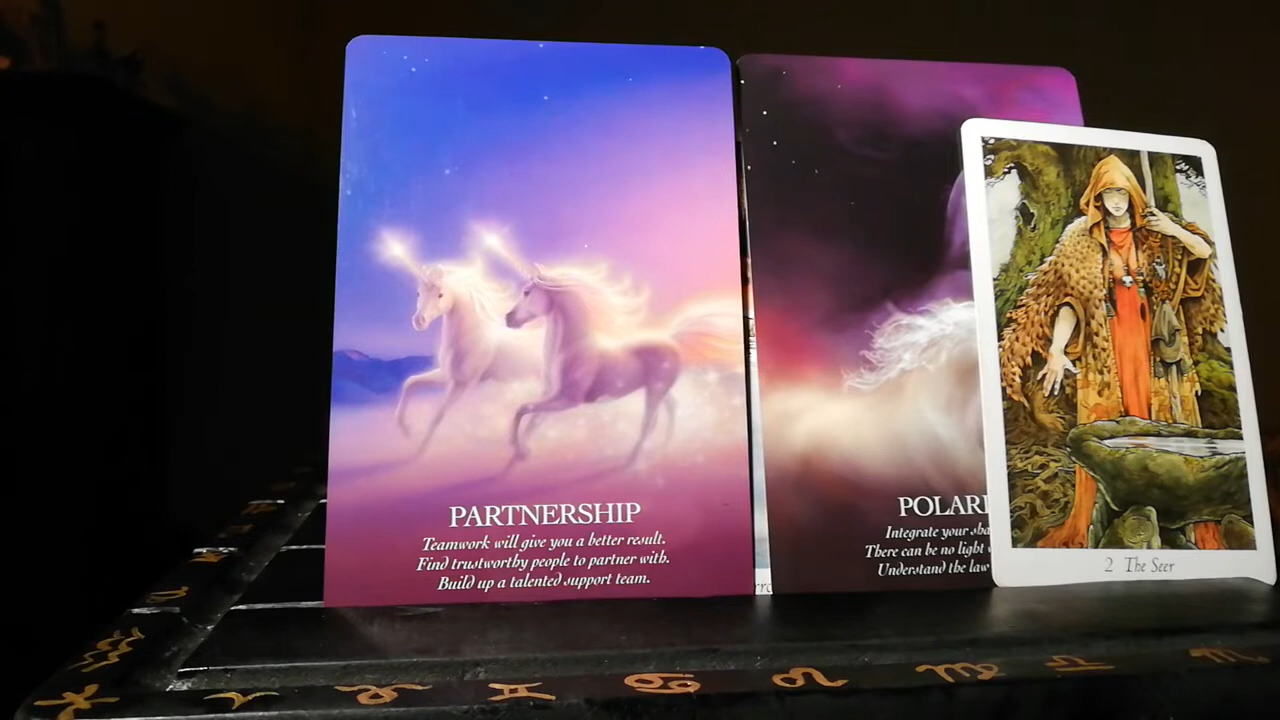 PARTNERSHIP
Teamwork will give you a better result.
Find trustworthy people to partner with.
Build up a talented support team.
POLARI
Integrate your sha
There can be no light
Understand the law
2 The Seer